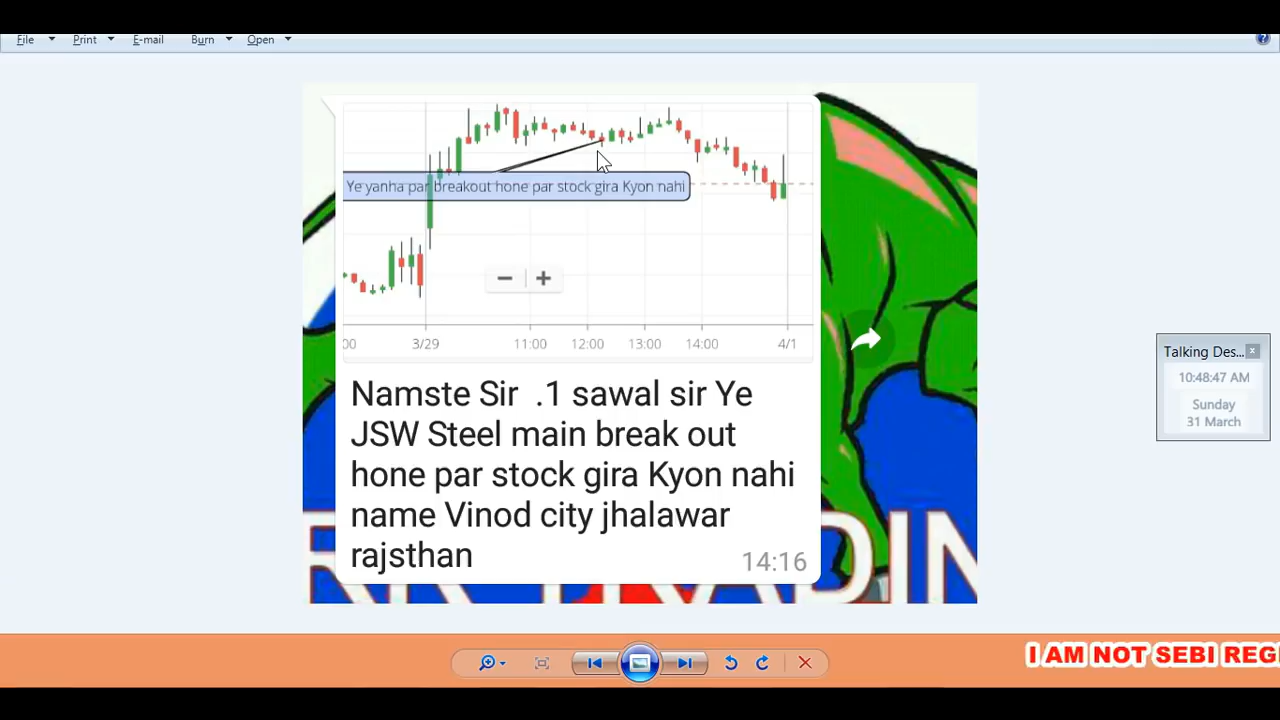 File Print E-mail Burn Open
Ye yanha par breakout hone par stock gira Kyon nahi
3/29 11:00 12:00 13:00 14:00 4/1
Namste Sir .1 sawal sir Ye
JSW Steel main break out
hone par stock gira Kyon nahi
name Vinod city jhalawar
rajsthan
14:16
Talking Des...
10:48:47 AM
Sunday
31 March
I AM NOT SEBI REG